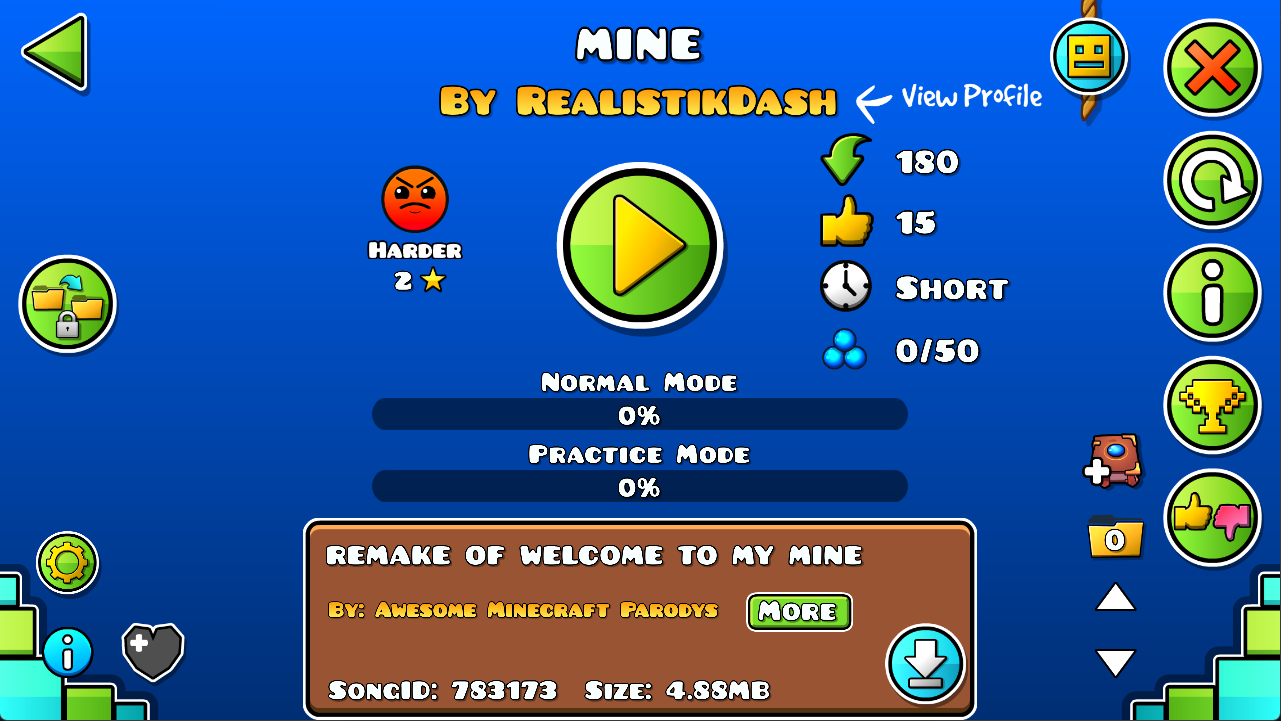 MINE
By RealistikDash
View Profile
180
15
Short
0/50
Harder
2
Normal Mode
0%
Practice Mode
0%
REMAKE OF WELCOME TO MY MINE
By: Awesome Minecraft Parodys
More
SongID: 783173 Size: 4.88MB
0